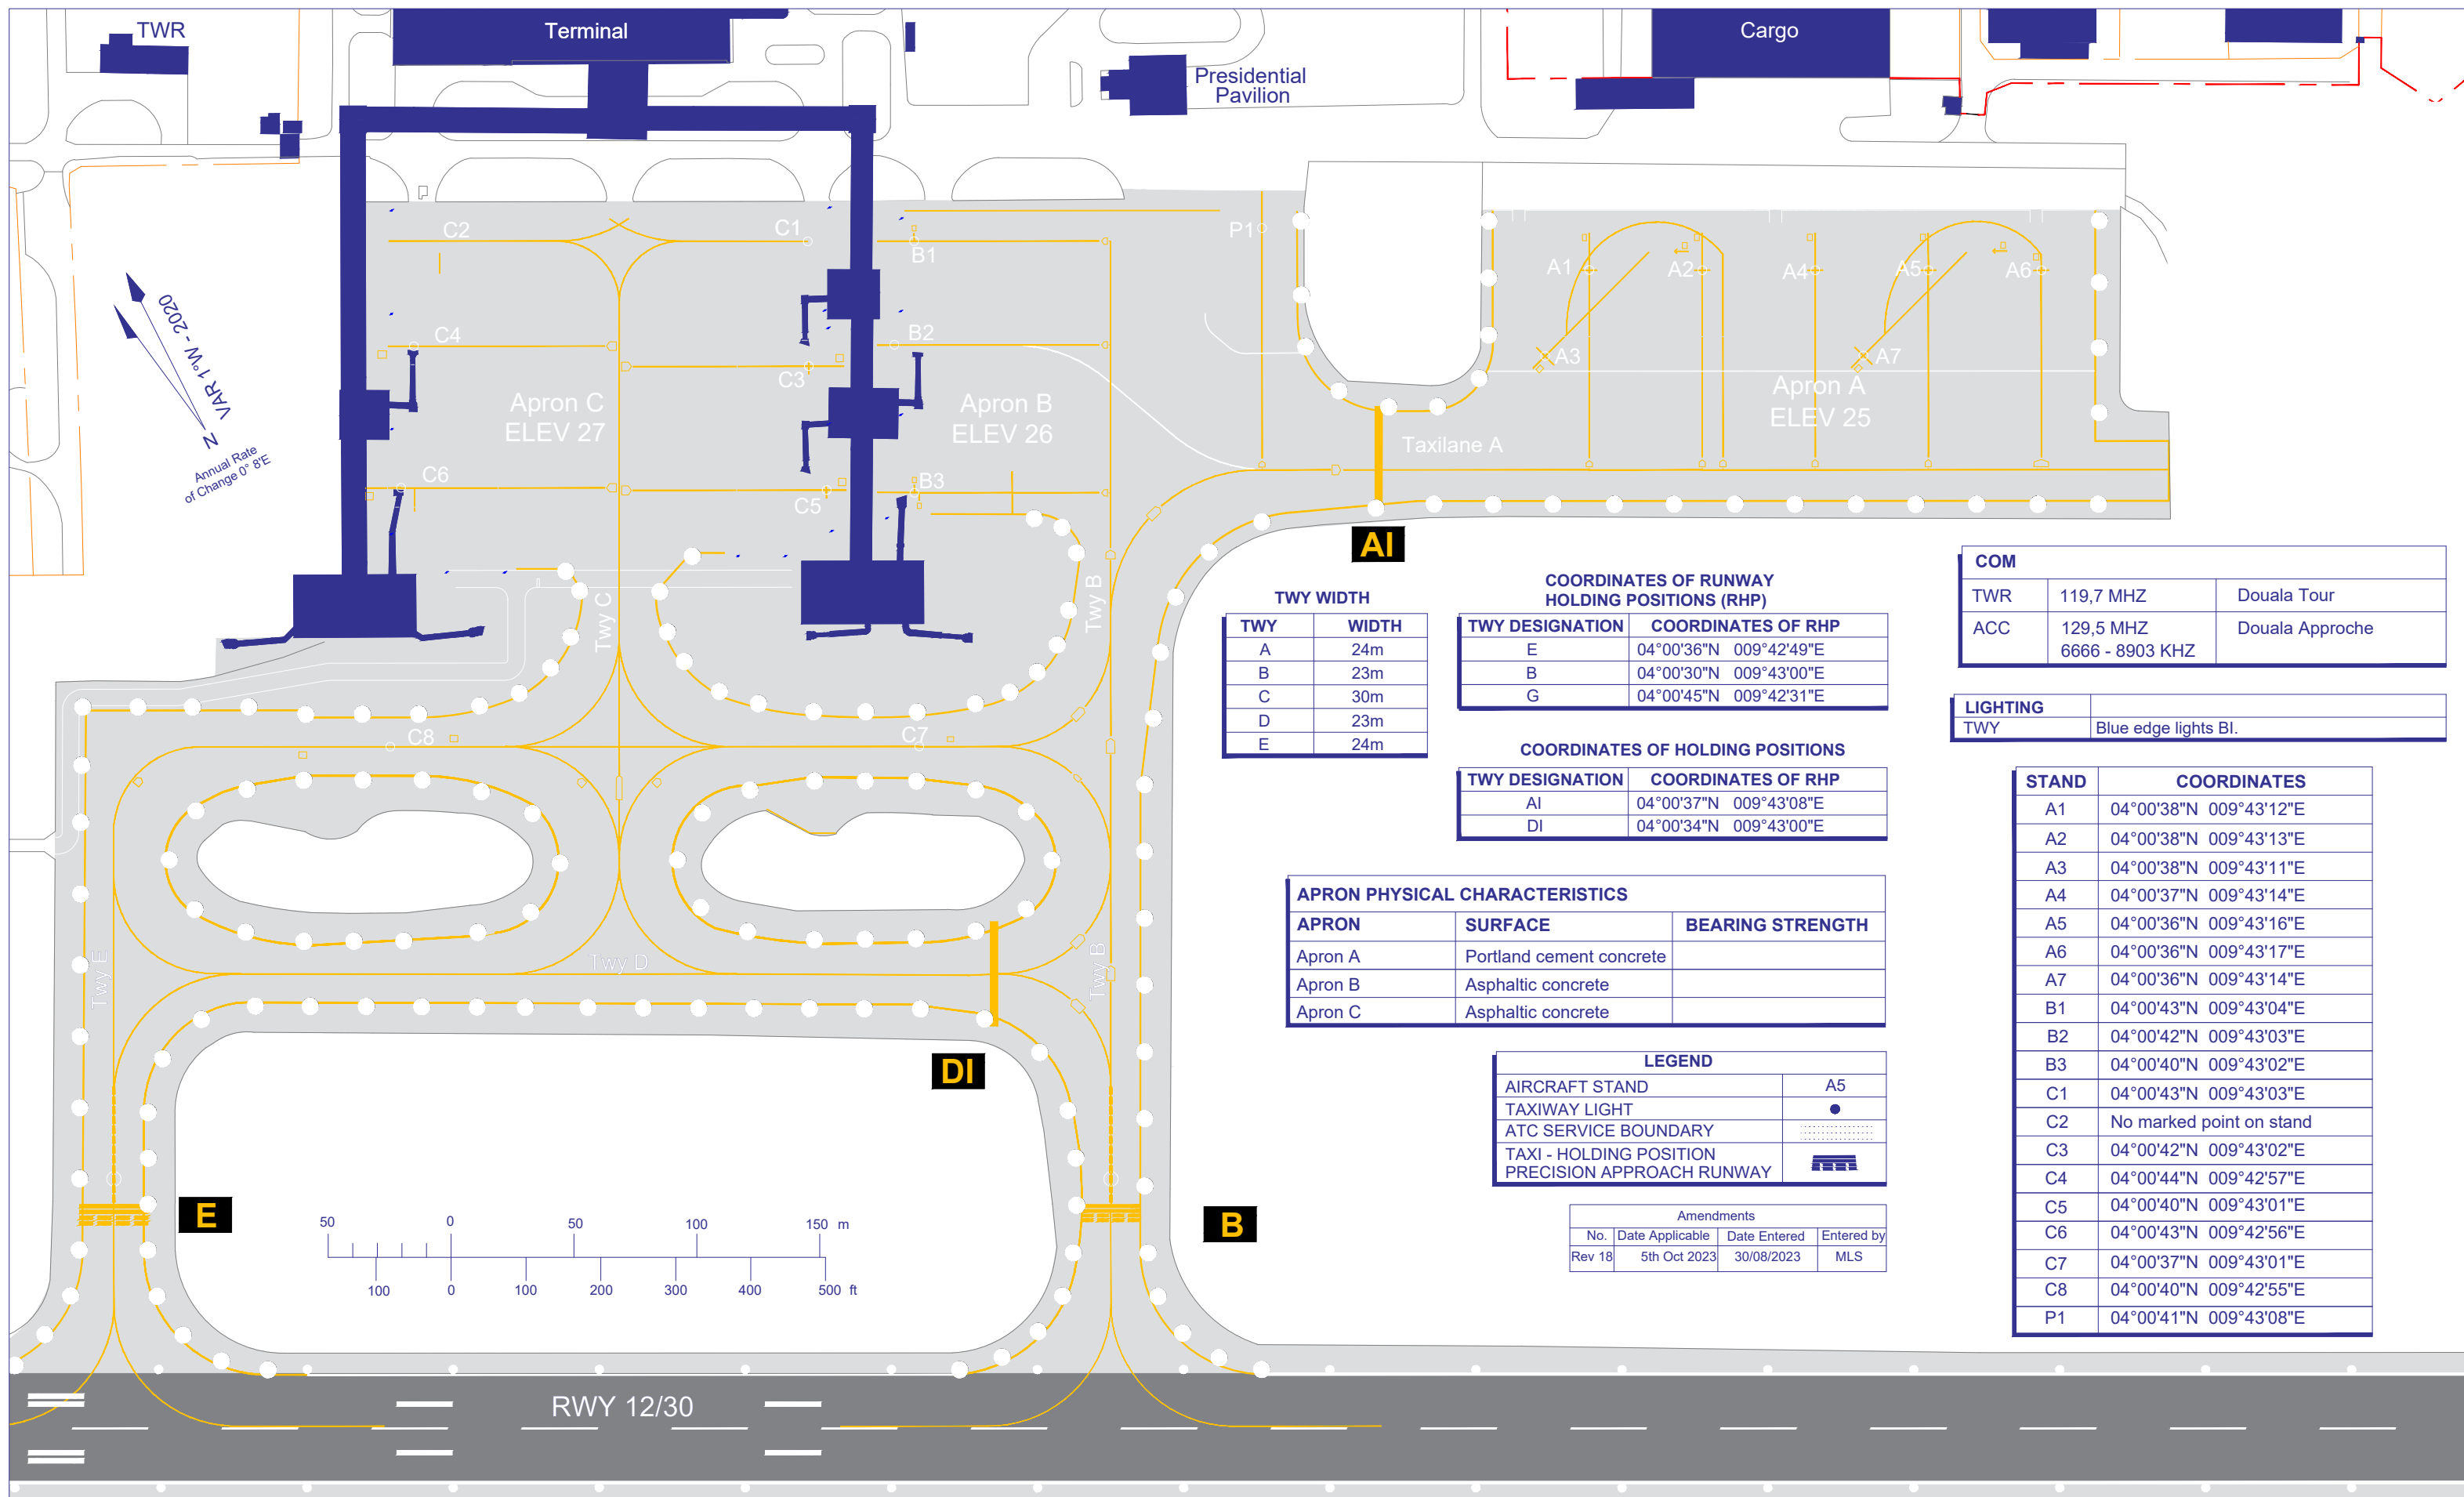 TWR
Terminal
Cargo
Presidential
Pavilion
C2
C1
B1
P1
A1
A2
A4
A5
A6
VAR 1°W - 2020
N
Annual Rate
of Change 0° 8'E
C4
C3
B2
A3
A7
Apron C
ELEV 27
Apron B
ELEV 26
Apron A
ELEV 25
Taxilane A
C6
C5
B3
AI
Twy C
Twy B
C8
C7
Twy E
Twy D
Twy B
DI
E
B
50 0 50 100 150 m
100 0 100 200 300 400 500 ft
RWY 12/30
TWY WIDTH
TWY WIDTH
A 24m
B 23m
C 30m
D 23m
E 24m
COORDINATES OF RUNWAY
HOLDING POSITIONS (RHP)
TWY DESIGNATION COORDINATES OF RHP
E 04°00'36"N 009°42'49"E
B 04°00'30"N 009°43'00"E
G 04°00'45"N 009°42'31"E
COORDINATES OF HOLDING POSITIONS
TWY DESIGNATION COORDINATES OF RHP
AI 04°00'37"N 009°43'08"E
DI 04°00'34"N 009°43'00"E
COM
TWR 119,7 MHZ Douala Tour
ACC 129,5 MHZ Douala Approche
6666 - 8903 KHZ
LIGHTING
TWY Blue edge lights BI.
APRON PHYSICAL CHARACTERISTICS
APRON SURFACE BEARING STRENGTH
Apron A Portland cement concrete
Apron B Asphaltic concrete
Apron C Asphaltic concrete
LEGEND
AIRCRAFT STAND A5
TAXIWAY LIGHT
ATC SERVICE BOUNDARY
TAXI - HOLDING POSITION
PRECISION APPROACH RUNWAY
Amendments
No. Date Applicable Date Entered Entered by
Rev 18 5th Oct 2023 30/08/2023 MLS
STAND COORDINATES
A1 04°00'38"N 009°43'12"E
A2 04°00'38"N 009°43'13"E
A3 04°00'38"N 009°43'11"E
A4 04°00'37"N 009°43'14"E
A5 04°00'36"N 009°43'16"E
A6 04°00'36"N 009°43'17"E
A7 04°00'36"N 009°43'14"E
B1 04°00'43"N 009°43'04"E
B2 04°00'42"N 009°43'03"E
B3 04°00'40"N 009°43'02"E
C1 04°00'43"N 009°43'03"E
C2 No marked point on stand
C3 04°00'42"N 009°43'02"E
C4 04°00'44"N 009°42'57"E
C5 04°00'40"N 009°43'01"E
C6 04°00'43"N 009°42'56"E
C7 04°00'37"N 009°43'01"E
C8 04°00'40"N 009°42'55"E
P1 04°00'41"N 009°43'08"E